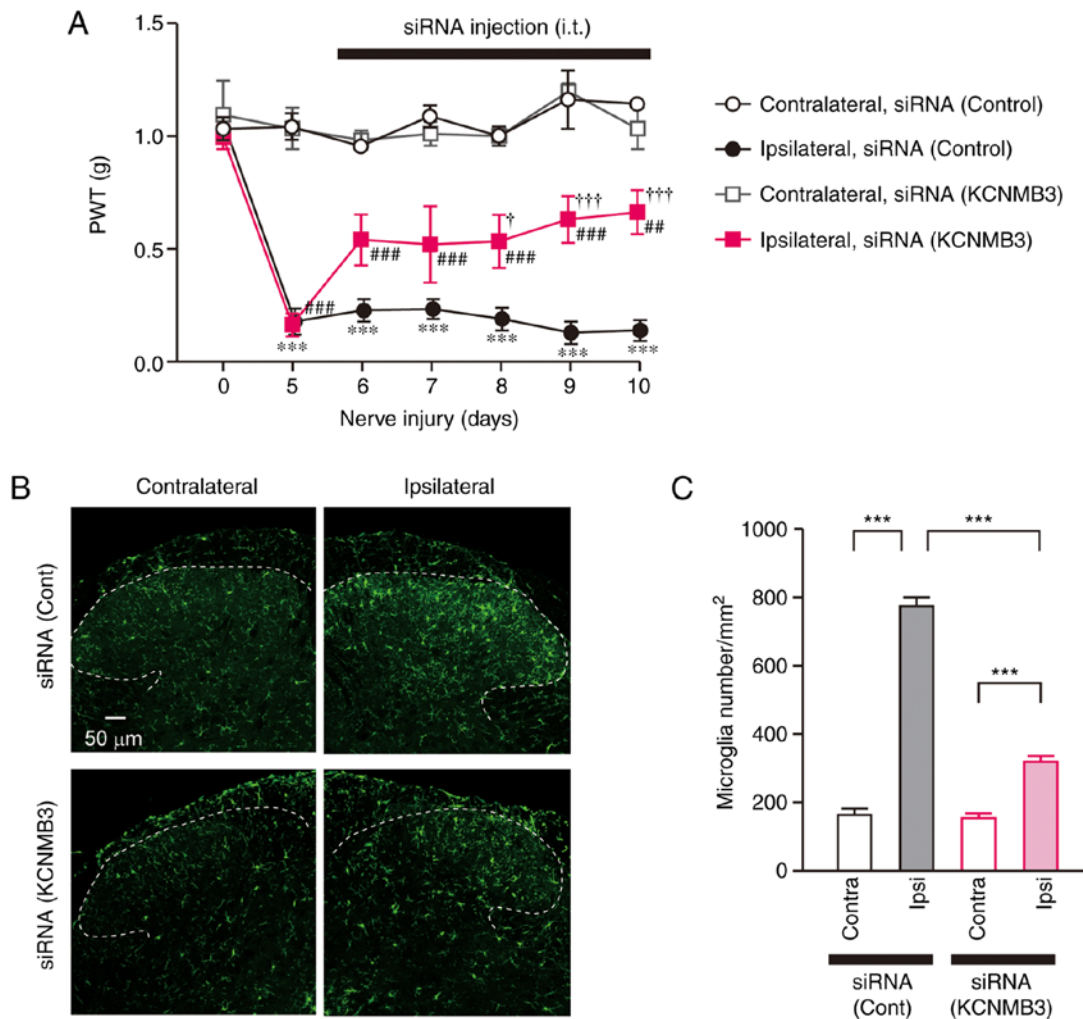 A
siRNA injection (i.t.)
1.5
1.0
0.5
0.0
PWT (g)
###
***
###
***
###
***
†
###
***
†††
###
***
†††
##
***
0 5 6 7 8 9 10
Nerve injury (days)
Contralateral, siRNA (Control)
Ipsilateral, siRNA (Control)
Contralateral, siRNA (KCNMB3)
Ipsilateral, siRNA (KCNMB3)
B
Contralateral Ipsilateral
siRNA (Cont)
50 μm
siRNA (KCNMB3)
C
1000
800
600
400
200
0
Microglia number/mm²
***
***
***
Contra Ipsi Contra Ipsi
siRNA
(Cont)
siRNA
(KCNMB3)